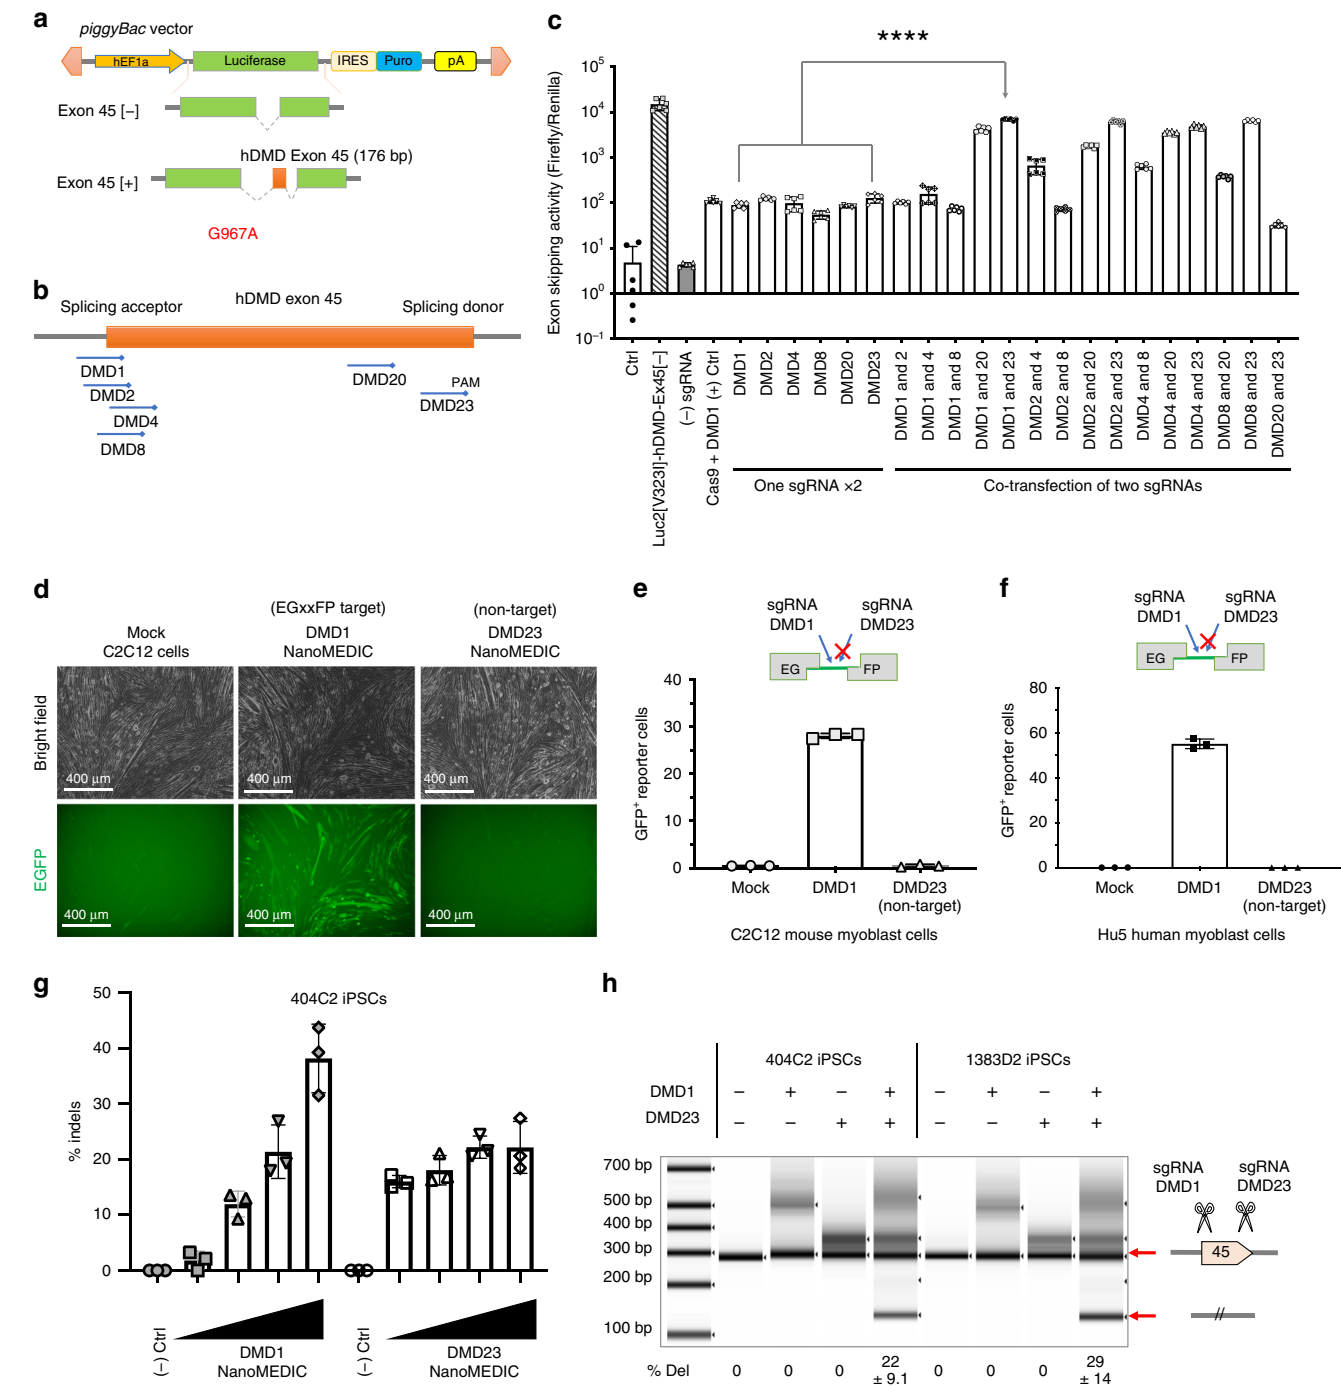 a
piggyBac vector
hEF1a
Luciferase
IRES
Puro
pA
Exon 45 [−]
hDMD Exon 45 (176 bp)
Exon 45 [+]
G967A
b
Splicing acceptor
hDMD exon 45
Splicing donor
DMD1
DMD2
DMD4
DMD8
DMD20
PAM
DMD23
c
****
Exon skipping activity (Firefly/Renilla)
10⁵
10⁴
10³
10²
10¹
10⁰
10⁻¹
Ctrl
Luc2[V323I]-hDMD-Ex45[−]
(−) sgRNA
Cas9 + DMD1 (+) Ctrl
DMD1
DMD2
DMD4
DMD8
DMD20
DMD23
DMD1 and 2
DMD1 and 4
DMD1 and 8
DMD1 and 20
DMD1 and 23
DMD2 and 4
DMD2 and 8
DMD2 and 20
DMD2 and 23
DMD4 and 8
DMD4 and 20
DMD4 and 23
DMD8 and 20
DMD8 and 23
DMD20 and 23
One sgRNA ×2
Co-transfection of two sgRNAs
d
Mock
C2C12 cells
(EGxxFP target)
DMD1
NanoMEDIC
(non-target)
DMD23
NanoMEDIC
Bright field
400 µm
400 µm
400 µm
EGFP
400 µm
400 µm
400 µm
e
sgRNA
DMD1
sgRNA
DMD23
EG
FP
GFP⁺ reporter cells
40
30
20
10
0
Mock
DMD1
DMD23
(non-target)
C2C12 mouse myoblast cells
f
sgRNA
DMD1
sgRNA
DMD23
EG
FP
GFP⁺ reporter cells
80
60
40
20
0
Mock
DMD1
DMD23
(non-target)
Hu5 human myoblast cells
g
404C2 iPSCs
% indels
50
40
30
20
10
0
(−) Ctrl
DMD1
NanoMEDIC
(−) Ctrl
DMD23
NanoMEDIC
h
404C2 iPSCs
1383D2 iPSCs
DMD1 − + − + − + − +
DMD23 − − + + − − + +
700 bp
500 bp
400 bp
300 bp
200 bp
100 bp
sgRNA
DMD1
sgRNA
DMD23
45
//
% Del 0 0 0 22 ± 9.1 0 0 0 29 ± 14